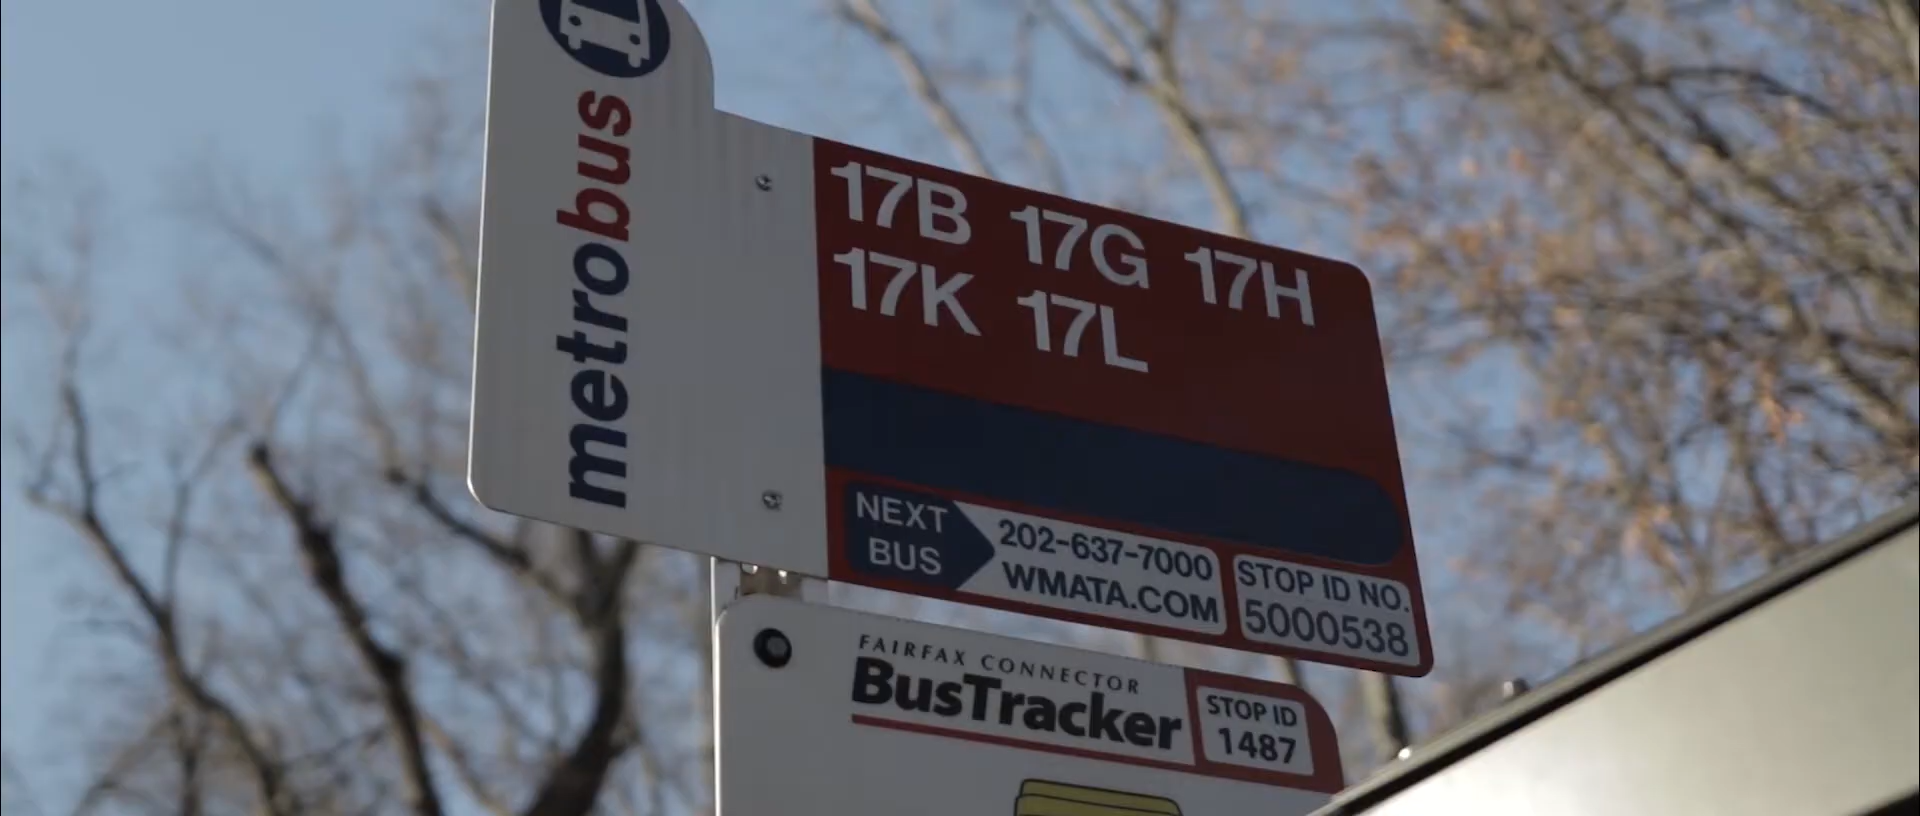 metrobus
17B 17G 17H
17K 17L
NEXT
BUS
202-637-7000
WMATA.COM
STOP ID NO.
5000538
FAIRFAX CONNECTOR
BusTracker
STOP ID
1487